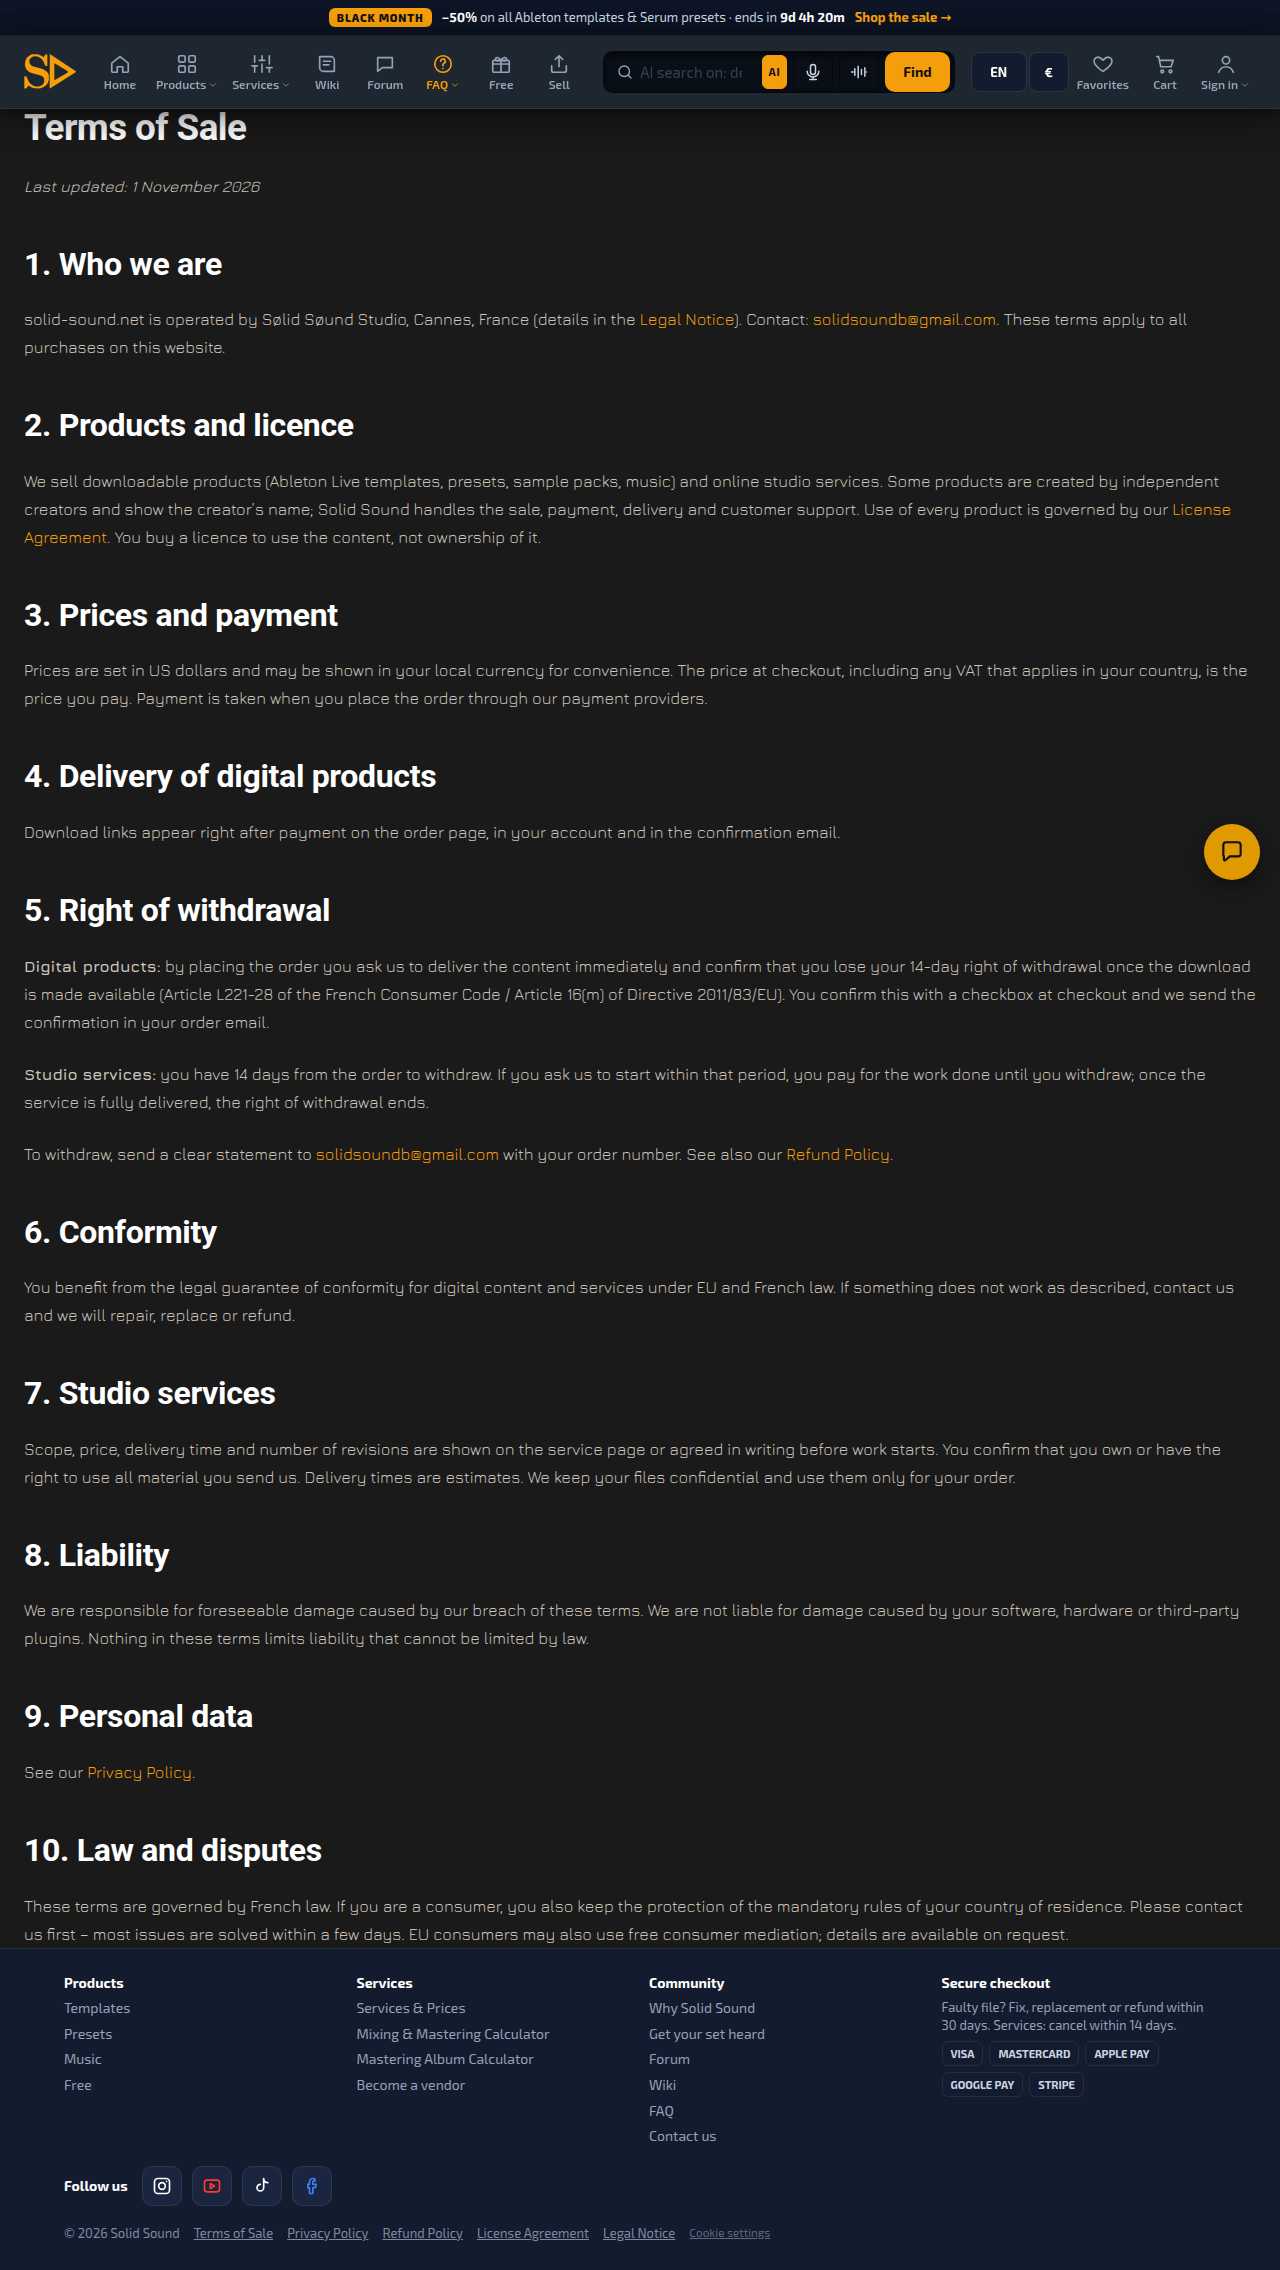 BLACK MONTH −50% on all Ableton templates & Serum presets · ends in 9d 4h 20m Shop the sale →
Home Products Services Wiki Forum FAQ Free Sell AI search on: dr AI Find EN € Favorites Cart Sign in
Terms of Sale
Last updated: 1 November 2026
1. Who we are
solid-sound.net is operated by Sølid Søund Studio, Cannes, France (details in the Legal Notice). Contact: solidsoundb@gmail.com. These terms apply to all
purchases on this website.
2. Products and licence
We sell downloadable products (Ableton Live templates, presets, sample packs, music) and online studio services. Some products are created by independent
creators and show the creator's name; Solid Sound handles the sale, payment, delivery and customer support. Use of every product is governed by our License
Agreement. You buy a licence to use the content, not ownership of it.
3. Prices and payment
Prices are set in US dollars and may be shown in your local currency for convenience. The price at checkout, including any VAT that applies in your country, is the
price you pay. Payment is taken when you place the order through our payment providers.
4. Delivery of digital products
Download links appear right after payment on the order page, in your account and in the confirmation email.
5. Right of withdrawal
Digital products: by placing the order you ask us to deliver the content immediately and confirm that you lose your 14-day right of withdrawal once the download
is made available (Article L221-28 of the French Consumer Code / Article 16(m) of Directive 2011/83/EU). You confirm this with a checkbox at checkout and we send the
confirmation in your order email.
Studio services: you have 14 days from the order to withdraw. If you ask us to start within that period, you pay for the work done until you withdraw; once the
service is fully delivered, the right of withdrawal ends.
To withdraw, send a clear statement to solidsoundb@gmail.com with your order number. See also our Refund Policy.
6. Conformity
You benefit from the legal guarantee of conformity for digital content and services under EU and French law. If something does not work as described, contact us
and we will repair, replace or refund.
7. Studio services
Scope, price, delivery time and number of revisions are shown on the service page or agreed in writing before work starts. You confirm that you own or have the
right to use all material you send us. Delivery times are estimates. We keep your files confidential and use them only for your order.
8. Liability
We are responsible for foreseeable damage caused by our breach of these terms. We are not liable for damage caused by your software, hardware or third-party
plugins. Nothing in these terms limits liability that cannot be limited by law.
9. Personal data
See our Privacy Policy.
10. Law and disputes
These terms are governed by French law. If you are a consumer, you also keep the protection of the mandatory rules of your country of residence. Please contact
us first – most issues are solved within a few days. EU consumers may also use free consumer mediation; details are available on request.
Products
Templates
Presets
Music
Free
Services
Services & Prices
Mixing & Mastering Calculator
Mastering Album Calculator
Become a vendor
Community
Why Solid Sound
Get your set heard
Forum
Wiki
FAQ
Contact us
Secure checkout
Faulty file? Fix, replacement or refund within
30 days. Services: cancel within 14 days.
VISA MASTERCARD APPLE PAY
GOOGLE PAY STRIPE
Follow us
© 2026 Solid Sound Terms of Sale Privacy Policy Refund Policy License Agreement Legal Notice Cookie settings